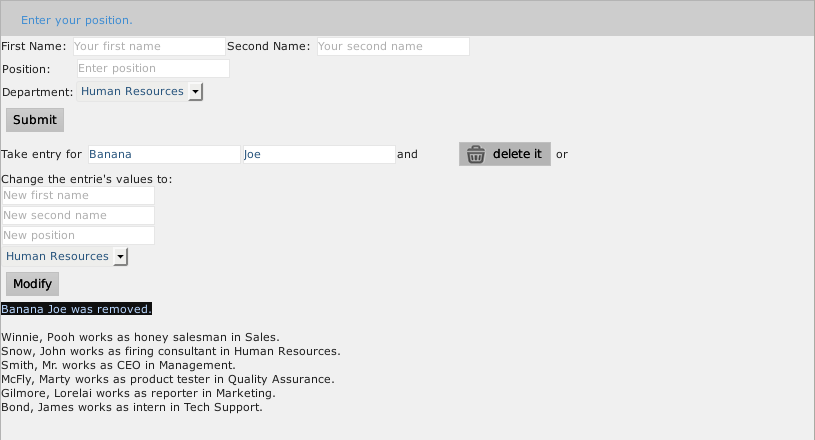 Enter your position.
First Name: Your first name Second Name: Your second name
Position: Enter position
Department: Human Resources
Submit
Take entry for Banana Joe and delete it or
Change the entrie's values to:
New first name
New second name
New position
Human Resources
Modify
Banana Joe was removed.
Winnie, Pooh works as honey salesman in Sales.
Snow, John works as firing consultant in Human Resources.
Smith, Mr. works as CEO in Management.
McFly, Marty works as product tester in Quality Assurance.
Gilmore, Lorelai works as reporter in Marketing.
Bond, James works as intern in Tech Support.